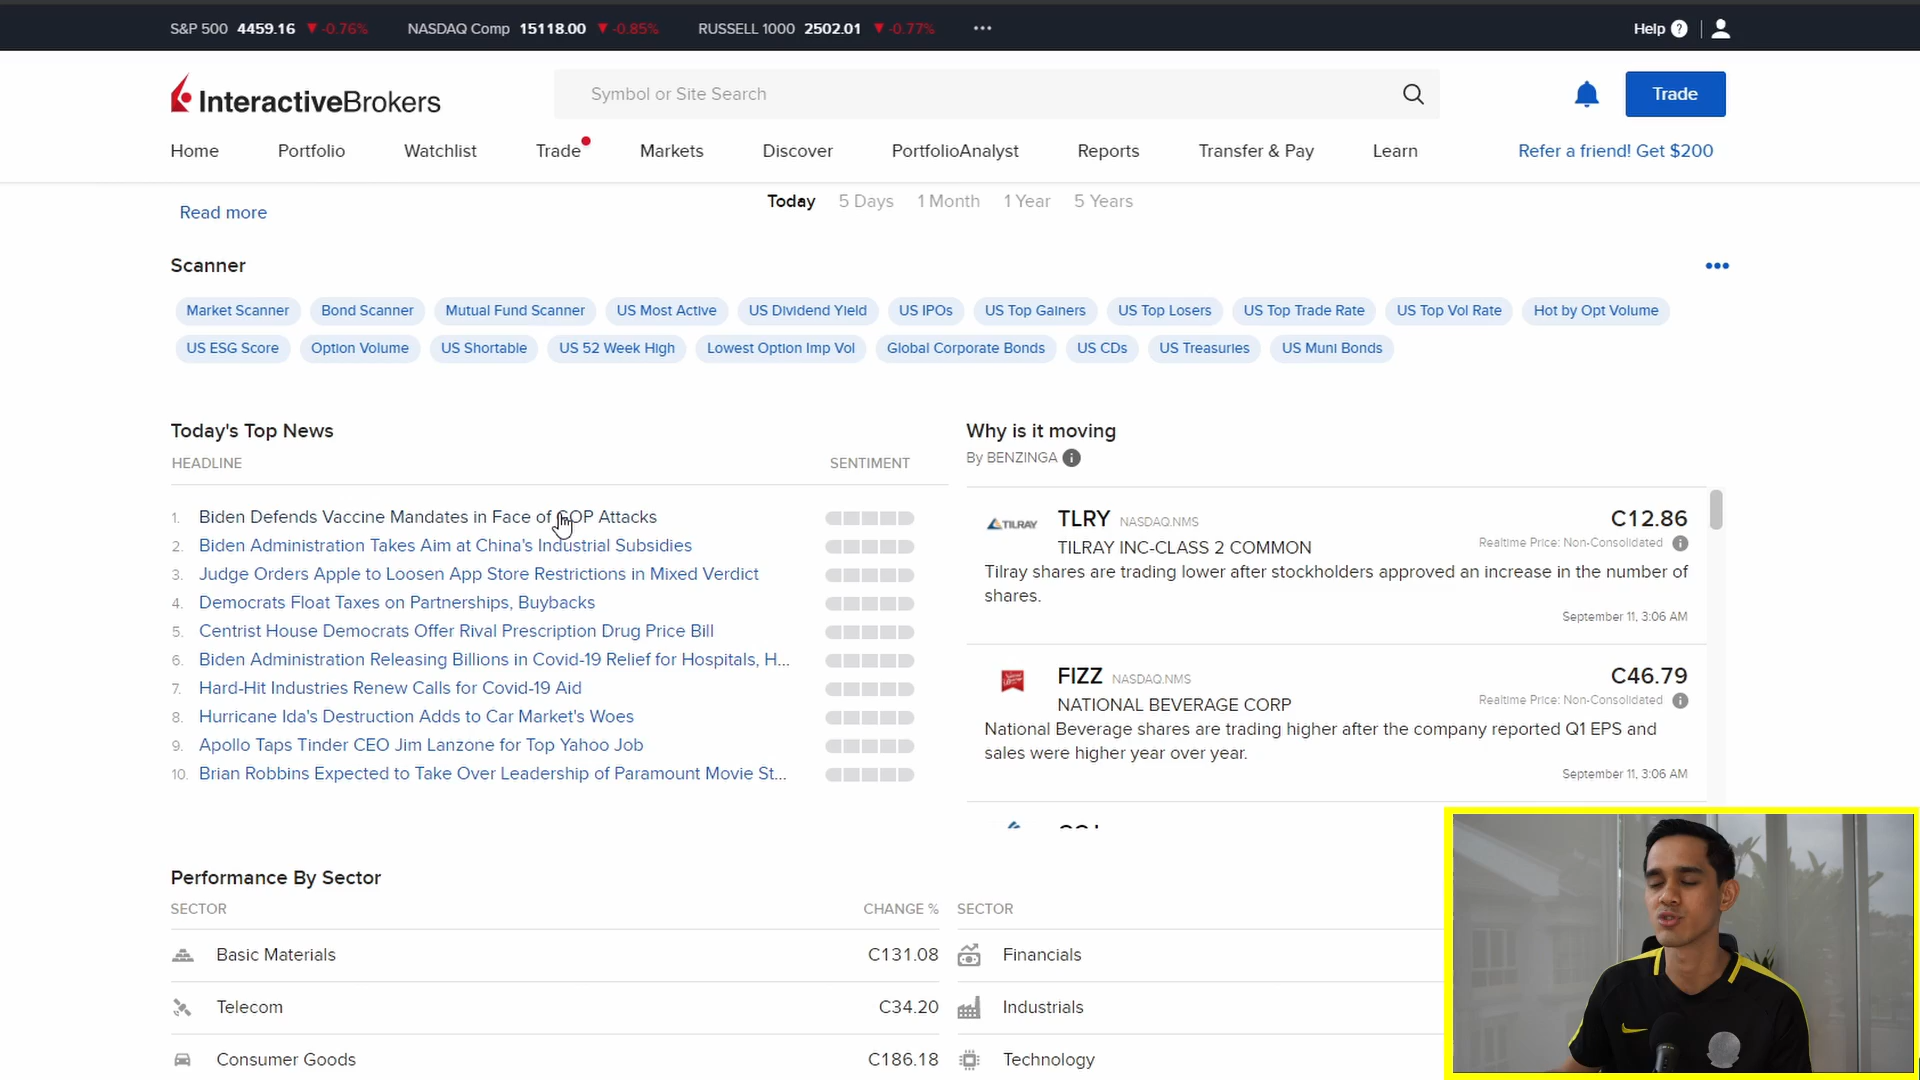 S&P 500 4459.16 ▼ -0.76% NASDAQ Comp 15118.00 ▼ -0.85% RUSSELL 1000 2502.01 ▼ -0.77% ••• Help ?
InteractiveBrokers Symbol or Site Search Trade
Home Portfolio Watchlist Trade Markets Discover PortfolioAnalyst Reports Transfer & Pay Learn Refer a friend! Get $200
Today 5 Days 1 Month 1 Year 5 Years
Read more
Scanner •••
Market Scanner Bond Scanner Mutual Fund Scanner US Most Active US Dividend Yield US IPOs US Top Gainers US Top Losers US Top Trade Rate US Top Vol Rate Hot by Opt Volume
US ESG Score Option Volume US Shortable US 52 Week High Lowest Option Imp Vol Global Corporate Bonds US CDs US Treasuries US Muni Bonds
Today's Top News
HEADLINE SENTIMENT
1. Biden Defends Vaccine Mandates in Face of GOP Attacks
2. Biden Administration Takes Aim at China's Industrial Subsidies
3. Judge Orders Apple to Loosen App Store Restrictions in Mixed Verdict
4. Democrats Float Taxes on Partnerships, Buybacks
5. Centrist House Democrats Offer Rival Prescription Drug Price Bill
6. Biden Administration Releasing Billions in Covid-19 Relief for Hospitals, H...
7. Hard-Hit Industries Renew Calls for Covid-19 Aid
8. Hurricane Ida's Destruction Adds to Car Market's Woes
9. Apollo Taps Tinder CEO Jim Lanzone for Top Yahoo Job
10. Brian Robbins Expected to Take Over Leadership of Paramount Movie St...
Why is it moving
By BENZINGA i
TILRAY TLRY NASDAQ.NMS C12.86
Realtime Price: Non-Consolidated i
TILRAY INC-CLASS 2 COMMON
Tilray shares are trading lower after stockholders approved an increase in the number of
shares.
September 11, 3:06 AM
FIZZ NASDAQ.NMS C46.79
Realtime Price: Non-Consolidated i
NATIONAL BEVERAGE CORP
National Beverage shares are trading higher after the company reported Q1 EPS and
sales were higher year over year.
September 11, 3:06 AM
Performance By Sector
SECTOR CHANGE % SECTOR
Basic Materials C131.08 Financials
Telecom C34.20 Industrials
Consumer Goods C186.18 Technology